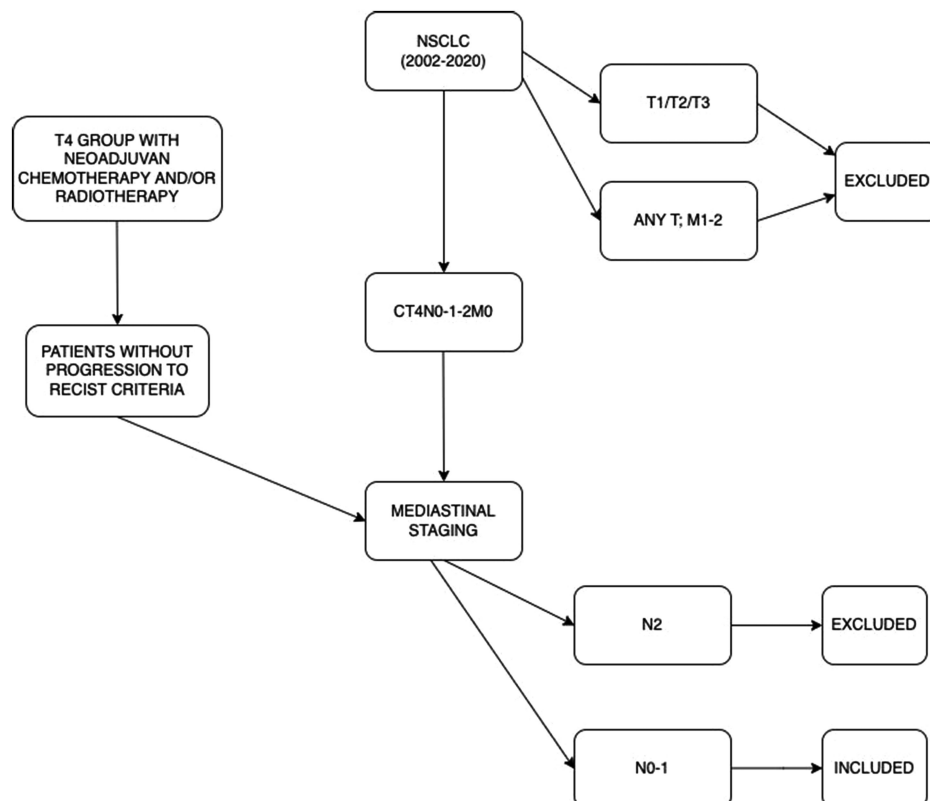 NSCLC
(2002-2020)
T1/T2/T3
T4 GROUP WITH
NEOADJUVAN
CHEMOTHERAPY AND/OR
RADIOTHERAPY
EXCLUDED
ANY T; M1-2
CT4N0-1-2M0
PATIENTS WITHOUT
PROGRESSION TO
RECIST CRITERIA
MEDIASTINAL
STAGING
N2
EXCLUDED
N0-1
INCLUDED